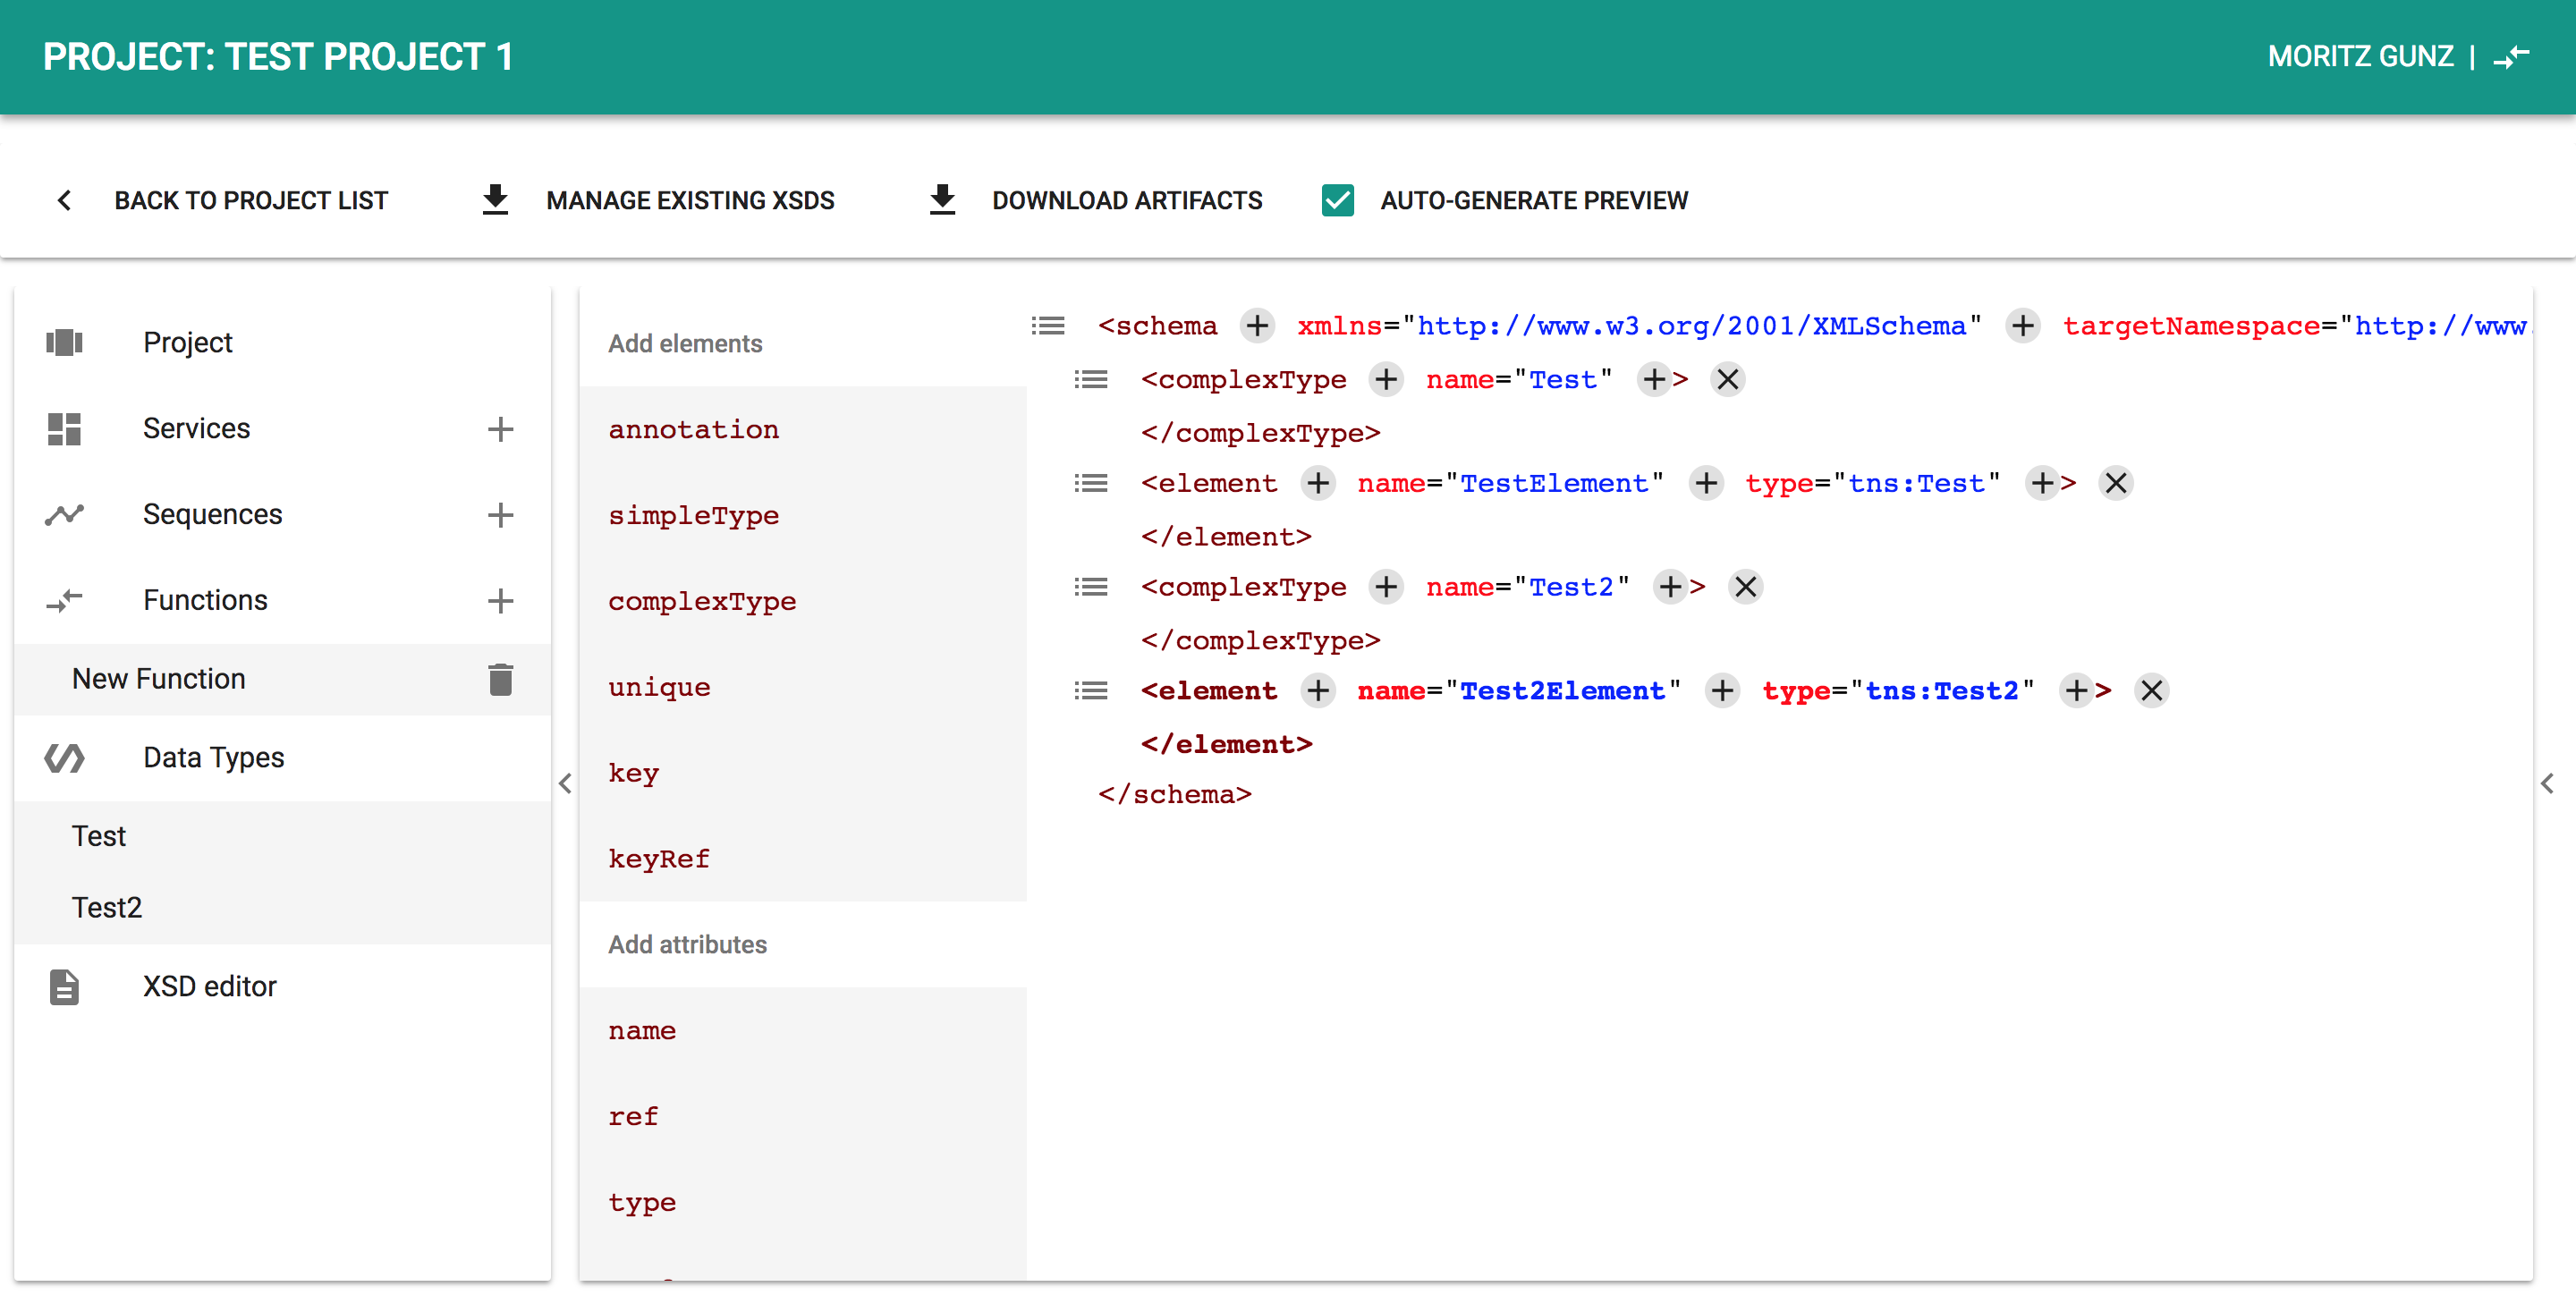 PROJECT: TEST PROJECT 1
MORITZ GUNZ |
BACK TO PROJECT LIST
MANAGE EXISTING XSDS
DOWNLOAD ARTIFACTS
AUTO-GENERATE PREVIEW
Project
Services
Sequences
Functions
New Function
Data Types
Test
Test2
XSD editor
Add elements
annotation
simpleType
complexType
unique
key
keyRef
Add attributes
name
ref
type
<schema + xmlns="http://www.w3.org/2001/XMLSchema" + targetNamespace="http://www.
<complexType + name="Test" +>
</complexType>
<element + name="TestElement" + type="tns:Test" +>
</element>
<complexType + name="Test2" +>
</complexType>
<element + name="Test2Element" + type="tns:Test2" +>
</element>
</schema>